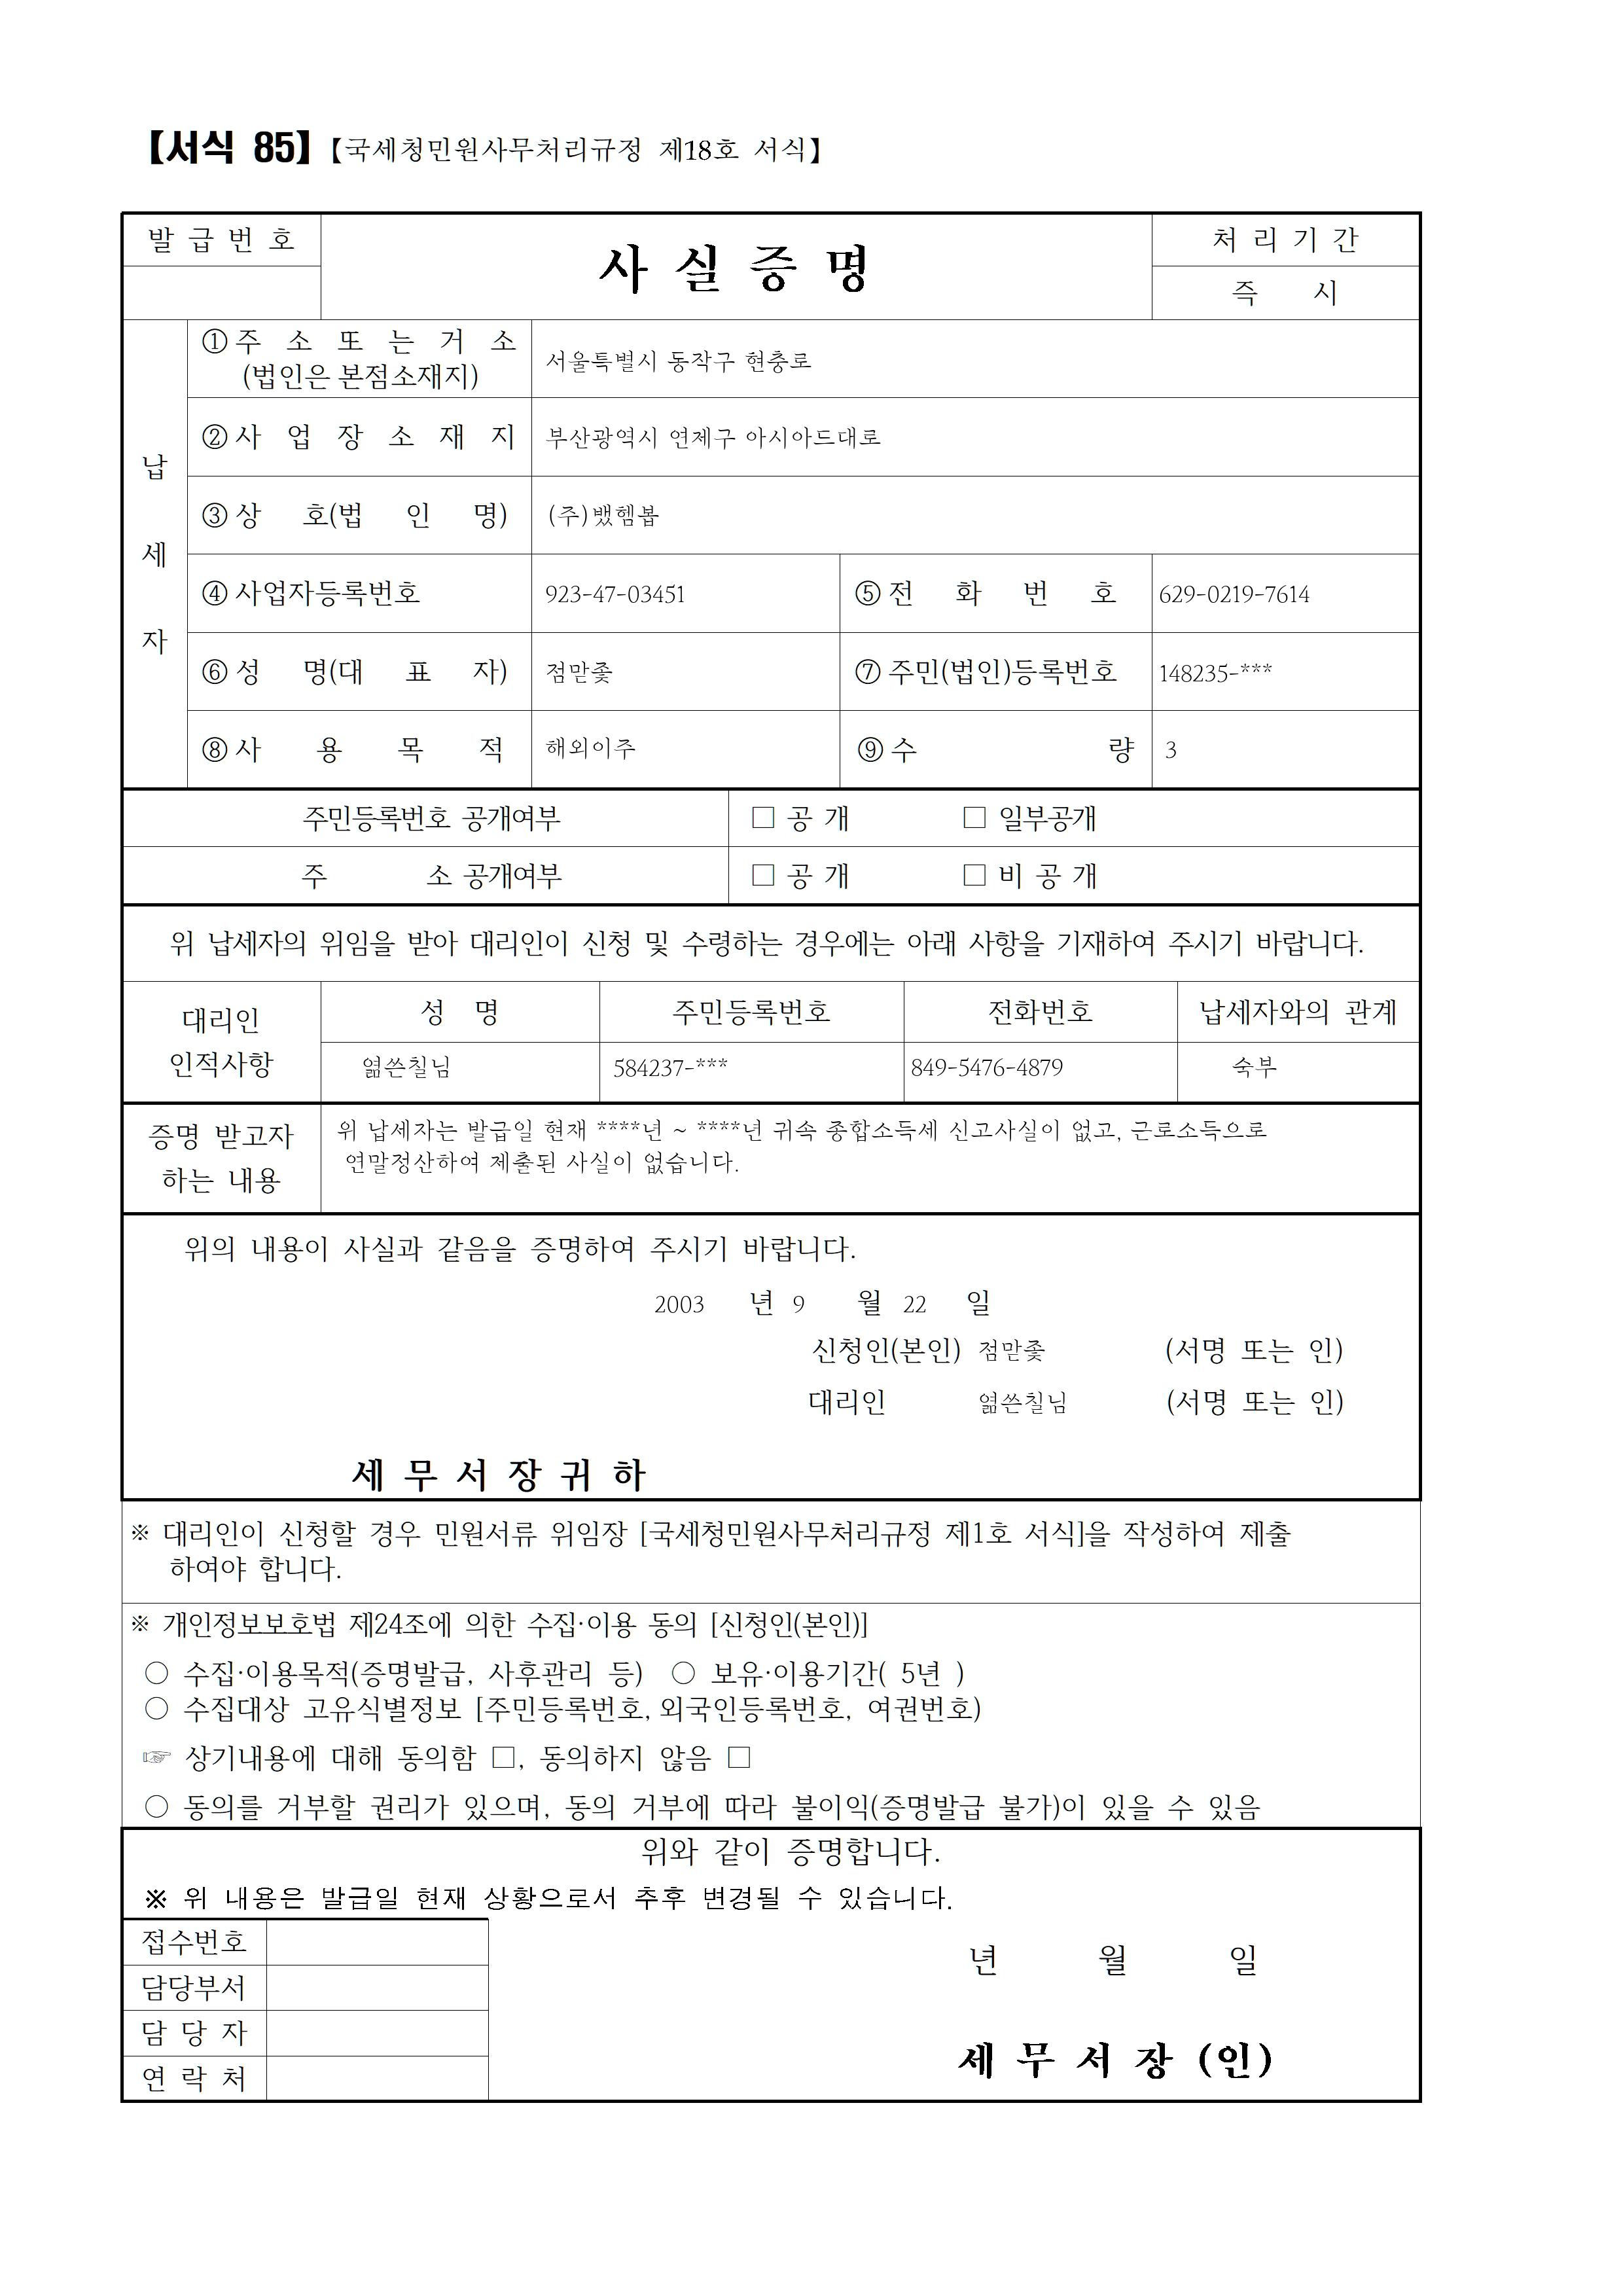 【서식 85】【국세청민원사무처리규정 제18호 서식】
발 급 번 호
사 실 증 명
처 리 기 간
즉 시
납 세 자
① 주 소 또 는 거 소
(법인은 본점소재지)
서울특별시 동작구 현충로
② 사 업 장 소 재 지
부산광역시 연제구 아시아드대로
③ 상 호(법 인 명)
(주)뱄헴봅
④ 사업자등록번호
923-47-03451
⑤ 전 화 번 호
629-0219-7614
⑥ 성 명(대 표 자)
점맡좇
⑦ 주민(법인)등록번호
148235-***
⑧ 사 용 목 적
해외이주
⑨ 수 량
3
주민등록번호 공개여부
□ 공 개 □ 일부공개
주 소 공개여부
□ 공 개 □ 비 공 개
위 납세자의 위임을 받아 대리인이 신청 및 수령하는 경우에는 아래 사항을 기재하여 주시기 바랍니다.
대리인
인적사항
성 명
주민등록번호
전화번호
납세자와의 관계
엶쓴칠님
584237-***
849-5476-4879
숙부
증명 받고자
하는 내용
위 납세자는 발급일 현재 ****년 ~ ****년 귀속 종합소득세 신고사실이 없고, 근로소득으로
연말정산하여 제출된 사실이 없습니다.
위의 내용이 사실과 같음을 증명하여 주시기 바랍니다.
2003 년 9 월 22 일
신청인(본인) 점맡좇 (서명 또는 인)
대리인 엶쓴칠님 (서명 또는 인)
세 무 서 장 귀 하
※ 대리인이 신청할 경우 민원서류 위임장 [국세청민원사무처리규정 제1호 서식]을 작성하여 제출
하여야 합니다.
※ 개인정보보호법 제24조에 의한 수집·이용 동의 [신청인(본인)]
○ 수집·이용목적(증명발급, 사후관리 등) ○ 보유·이용기간( 5년 )
○ 수집대상 고유식별정보 [주민등록번호, 외국인등록번호, 여권번호)
☞ 상기내용에 대해 동의함 □, 동의하지 않음 □
○ 동의를 거부할 권리가 있으며, 동의 거부에 따라 불이익(증명발급 불가)이 있을 수 있음
위와 같이 증명합니다.
※ 위 내용은 발급일 현재 상황으로서 추후 변경될 수 있습니다.
접수번호
담당부서
담 당 자
연 락 처
년 월 일
세 무 서 장 (인)